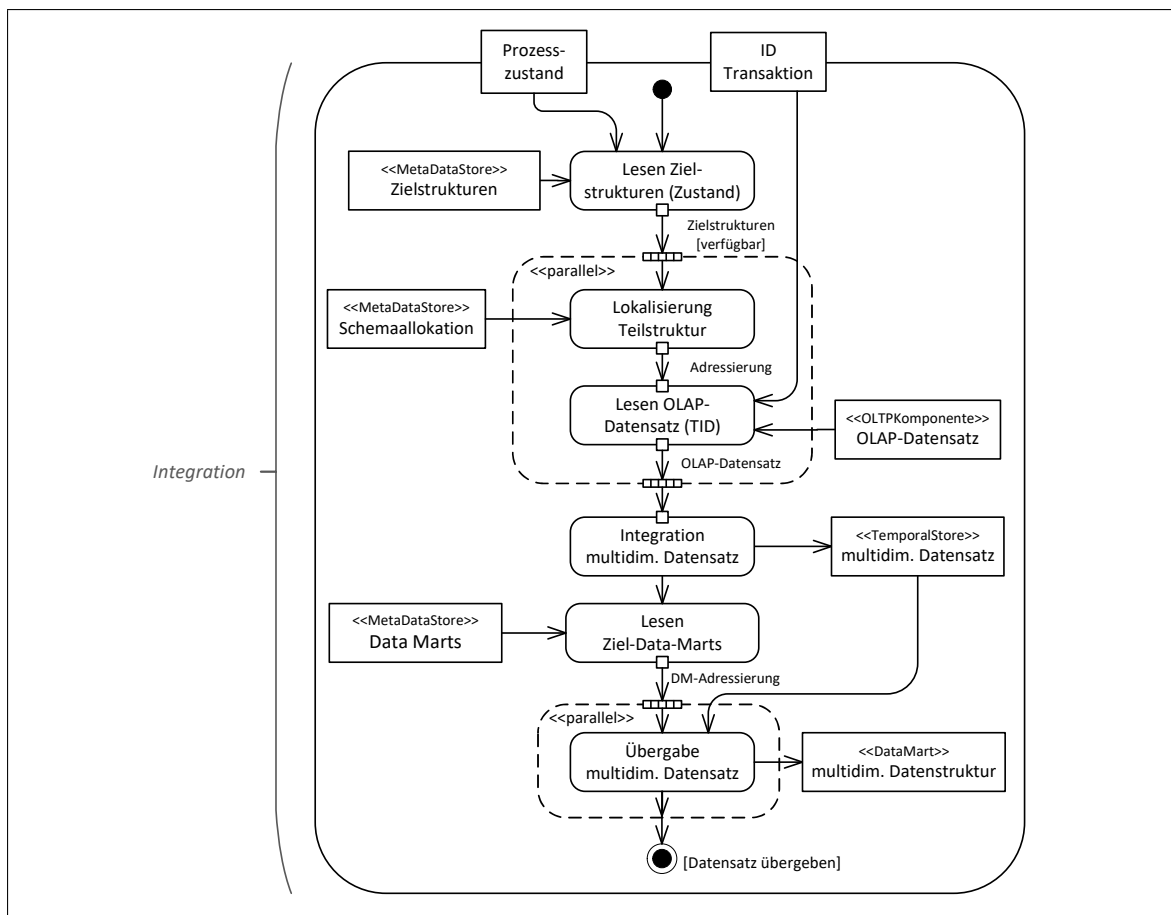 Prozess-
zustand
ID
Transaktion
<<MetaDataStore>>
Zielstrukturen
Lesen Ziel-
strukturen (Zustand)
Zielstrukturen
[verfügbar]
<<parallel>>
<<MetaDataStore>>
Schemaallokation
Lokalisierung
Teilstruktur
Adressierung
Lesen OLAP-
Datensatz (TID)
<<OLTPKomponente>>
OLAP-Datensatz
OLAP-Datensatz
Integration
Integration
multidim. Datensatz
<<TemporalStore>>
multidim. Datensatz
<<MetaDataStore>>
Data Marts
Lesen
Ziel-Data-Marts
DM-Adressierung
<<parallel>>
Übergabe
multidim. Datensatz
<<DataMart>>
multidim. Datenstruktur
[Datensatz übergeben]